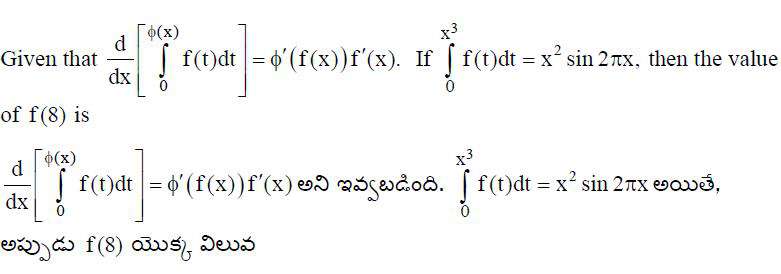 Given that d/dx [∫₀^φ(x) f(t)dt] = φ′(f(x))f′(x). If ∫₀^x³ f(t)dt = x² sin 2πx, then the value
of f(8) is
d/dx [∫₀^φ(x) f(t)dt] = φ′(f(x))f′(x) అని ఇవ్వబడింది. ∫₀^x³ f(t)dt = x² sin 2πx అయితే,
అప్పుడు f(8) యొక్క విలువ